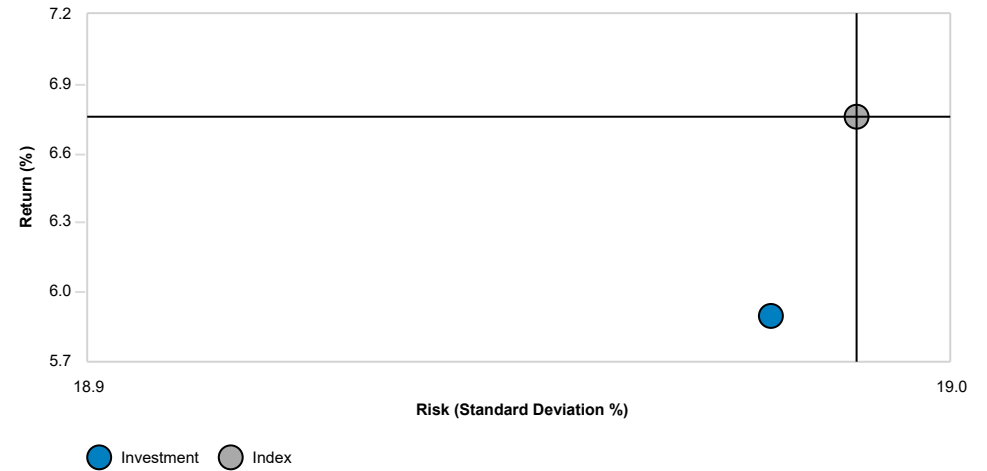 7.2
6.9
6.6
6.3
6.0
5.7
Return (%)
18.9 19.0
Risk (Standard Deviation %)
Investment Index